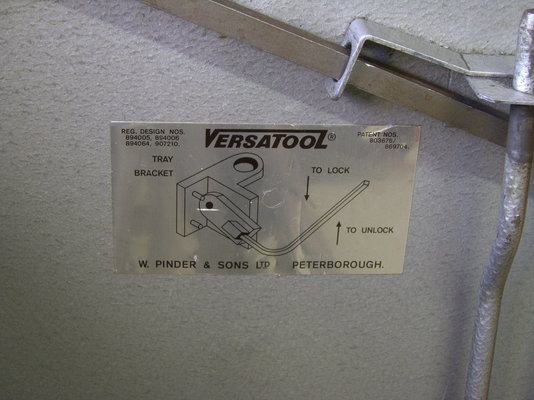 REG. DESIGN NOS.
894005, 894006
894064, 907210.
VERSATOOL®
PATENT NOS.
803676/
869704.
TRAY
BRACKET
TO LOCK
TO UNLOCK
W. PINDER & SONS LTD PETERBOROUGH.